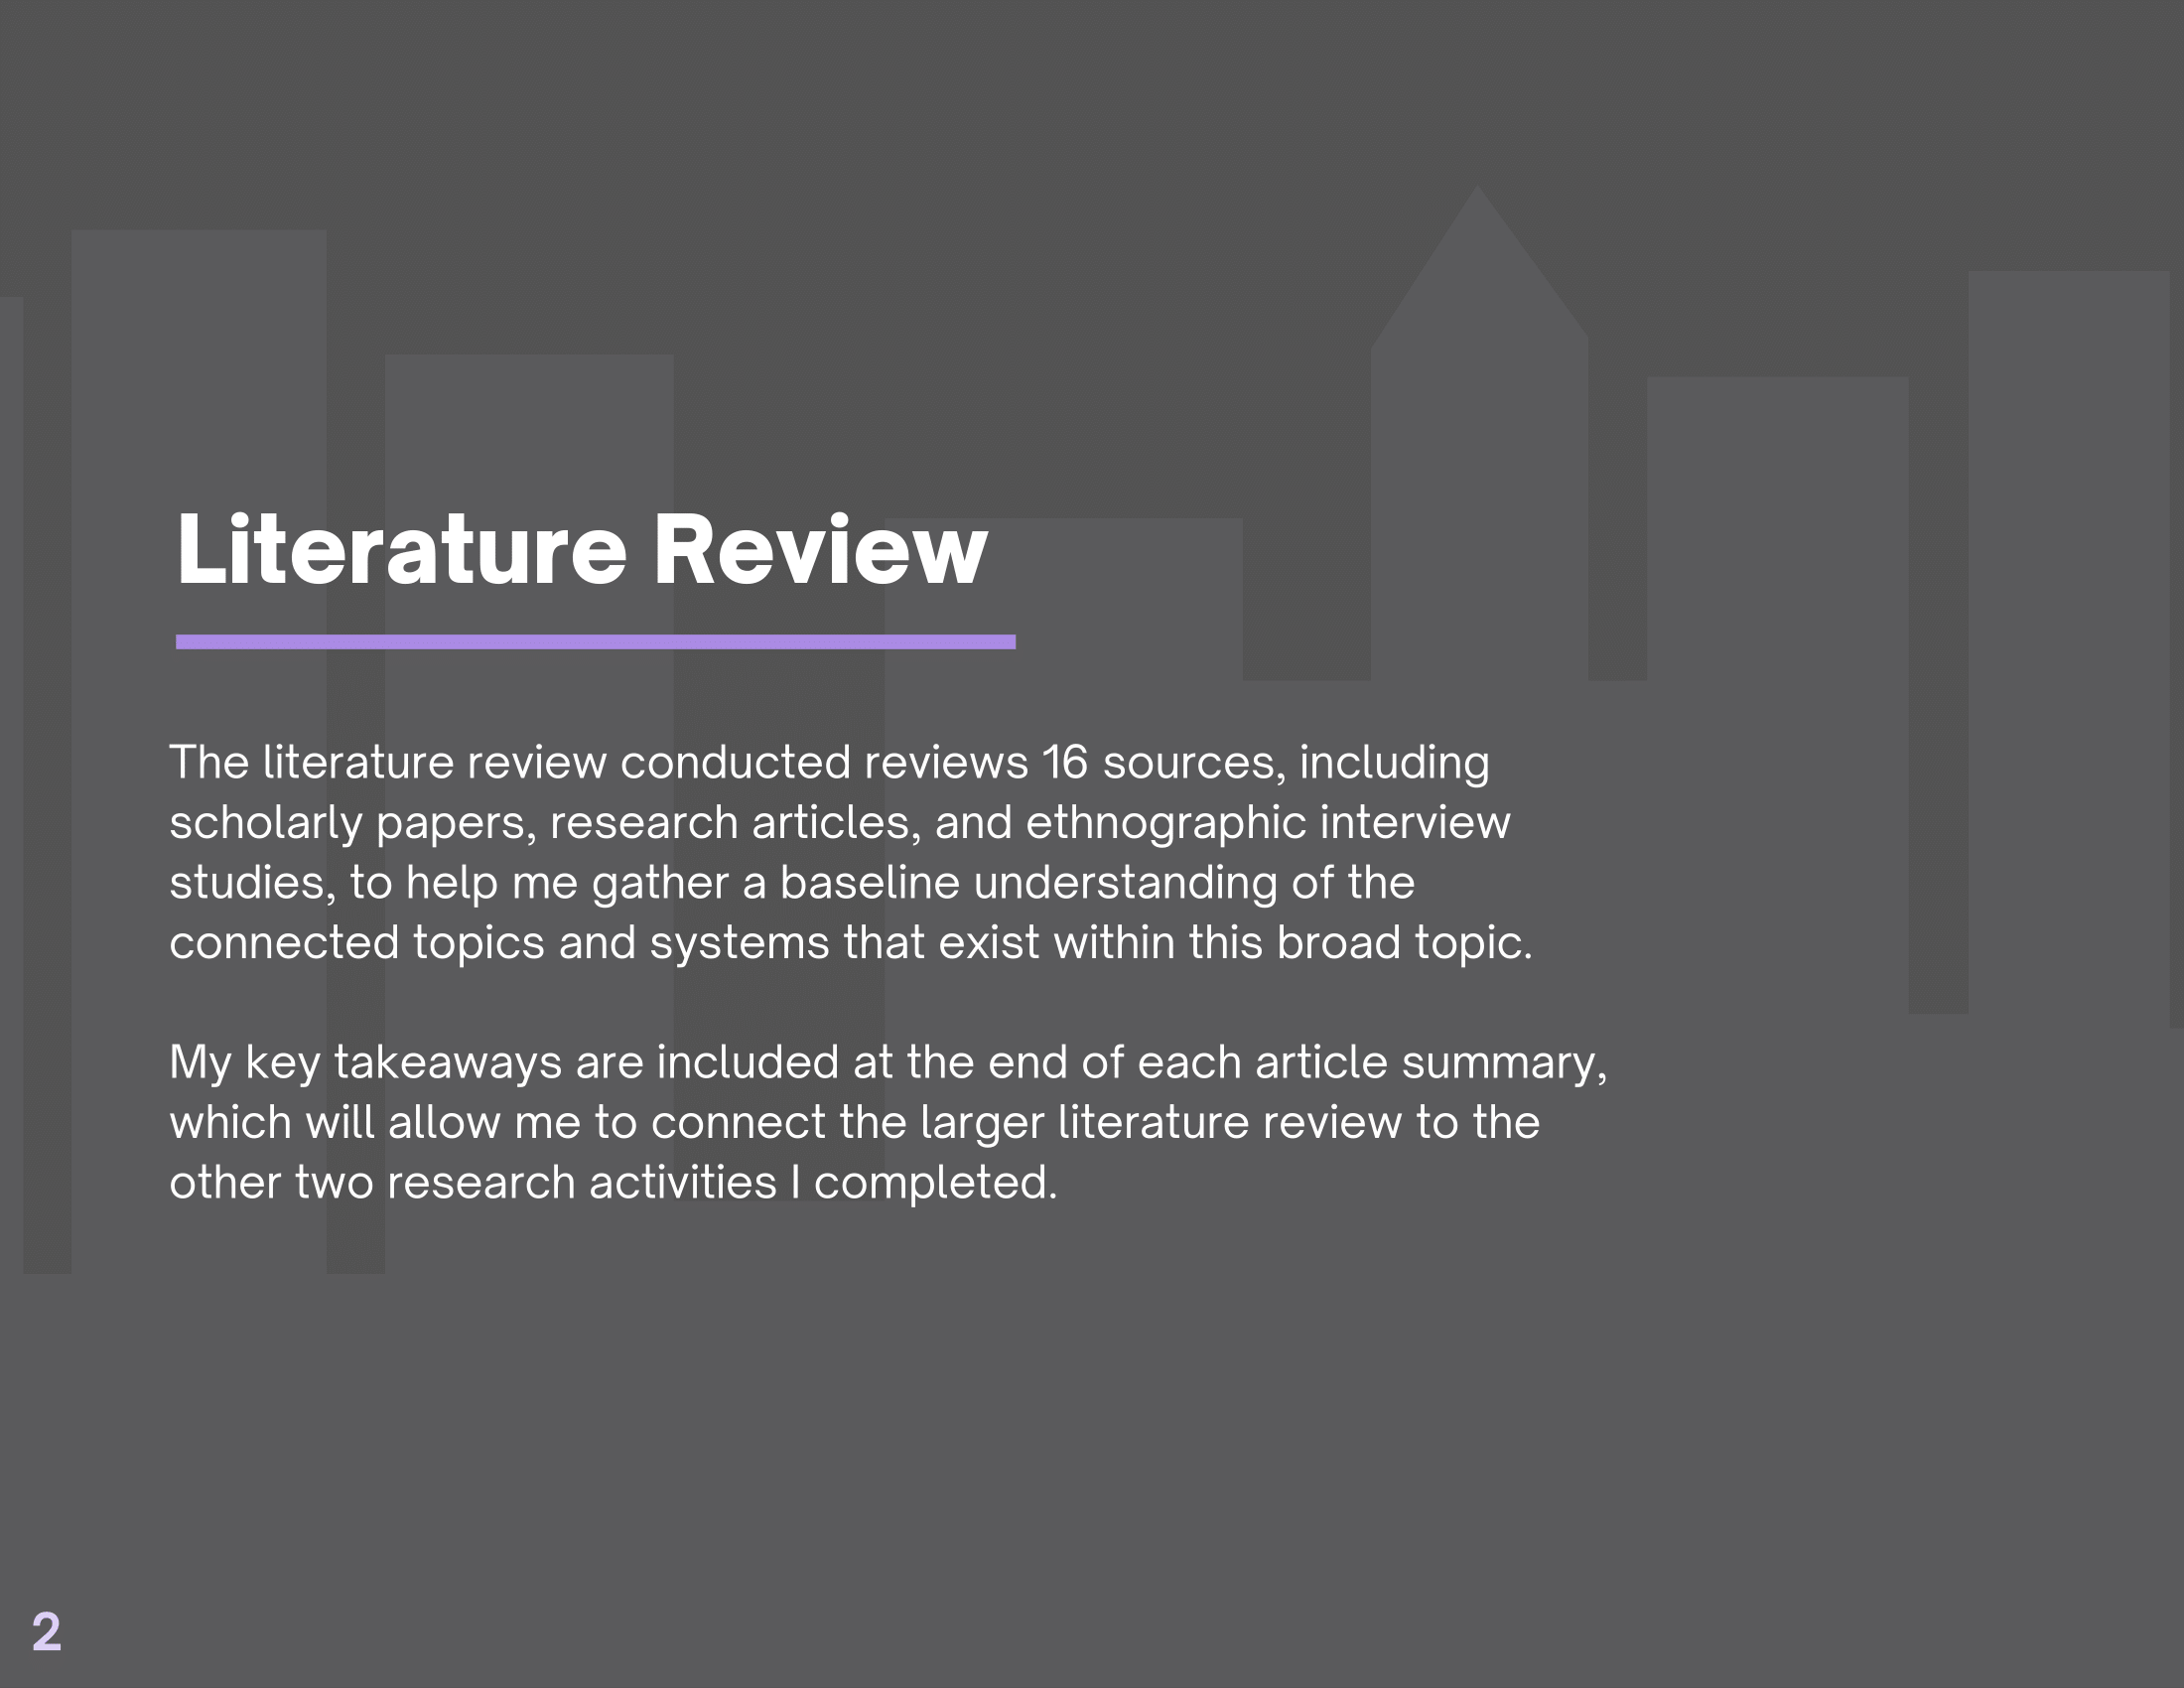 Literature Review
The literature review conducted reviews 16 sources, including
scholarly papers, research articles, and ethnographic interview
studies, to help me gather a baseline understanding of the
connected topics and systems that exist within this broad topic.
My key takeaways are included at the end of each article summary,
which will allow me to connect the larger literature review to the
other two research activities I completed.
2